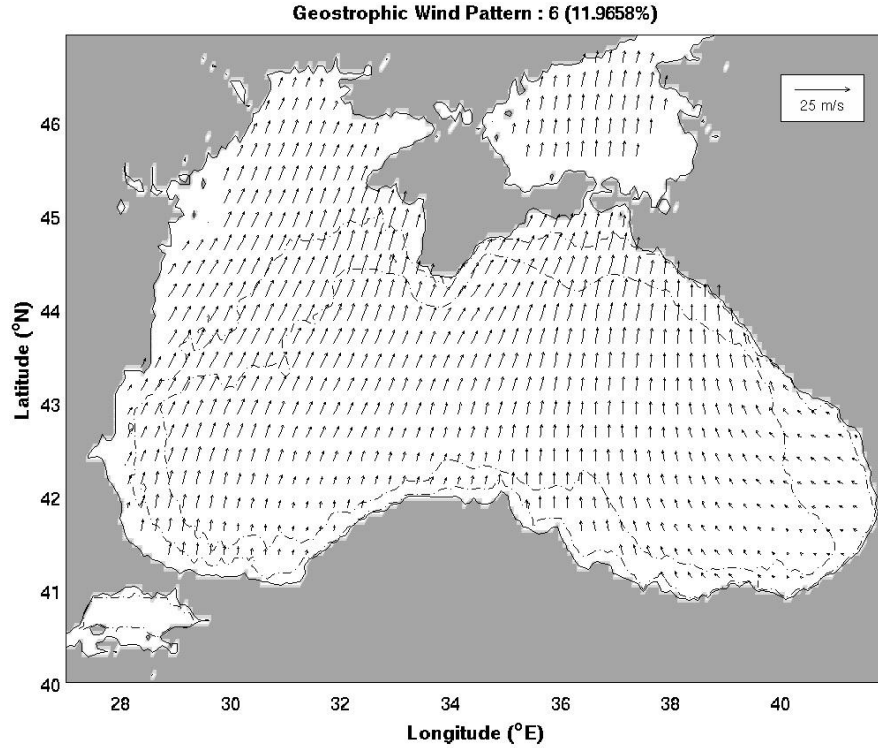 Geostrophic Wind Pattern : 6 (11.9658%)
25 m/s
46
45
44
43
42
41
40
Latitude (°N)
28 30 32 34 36 38 40
Longitude (°E)